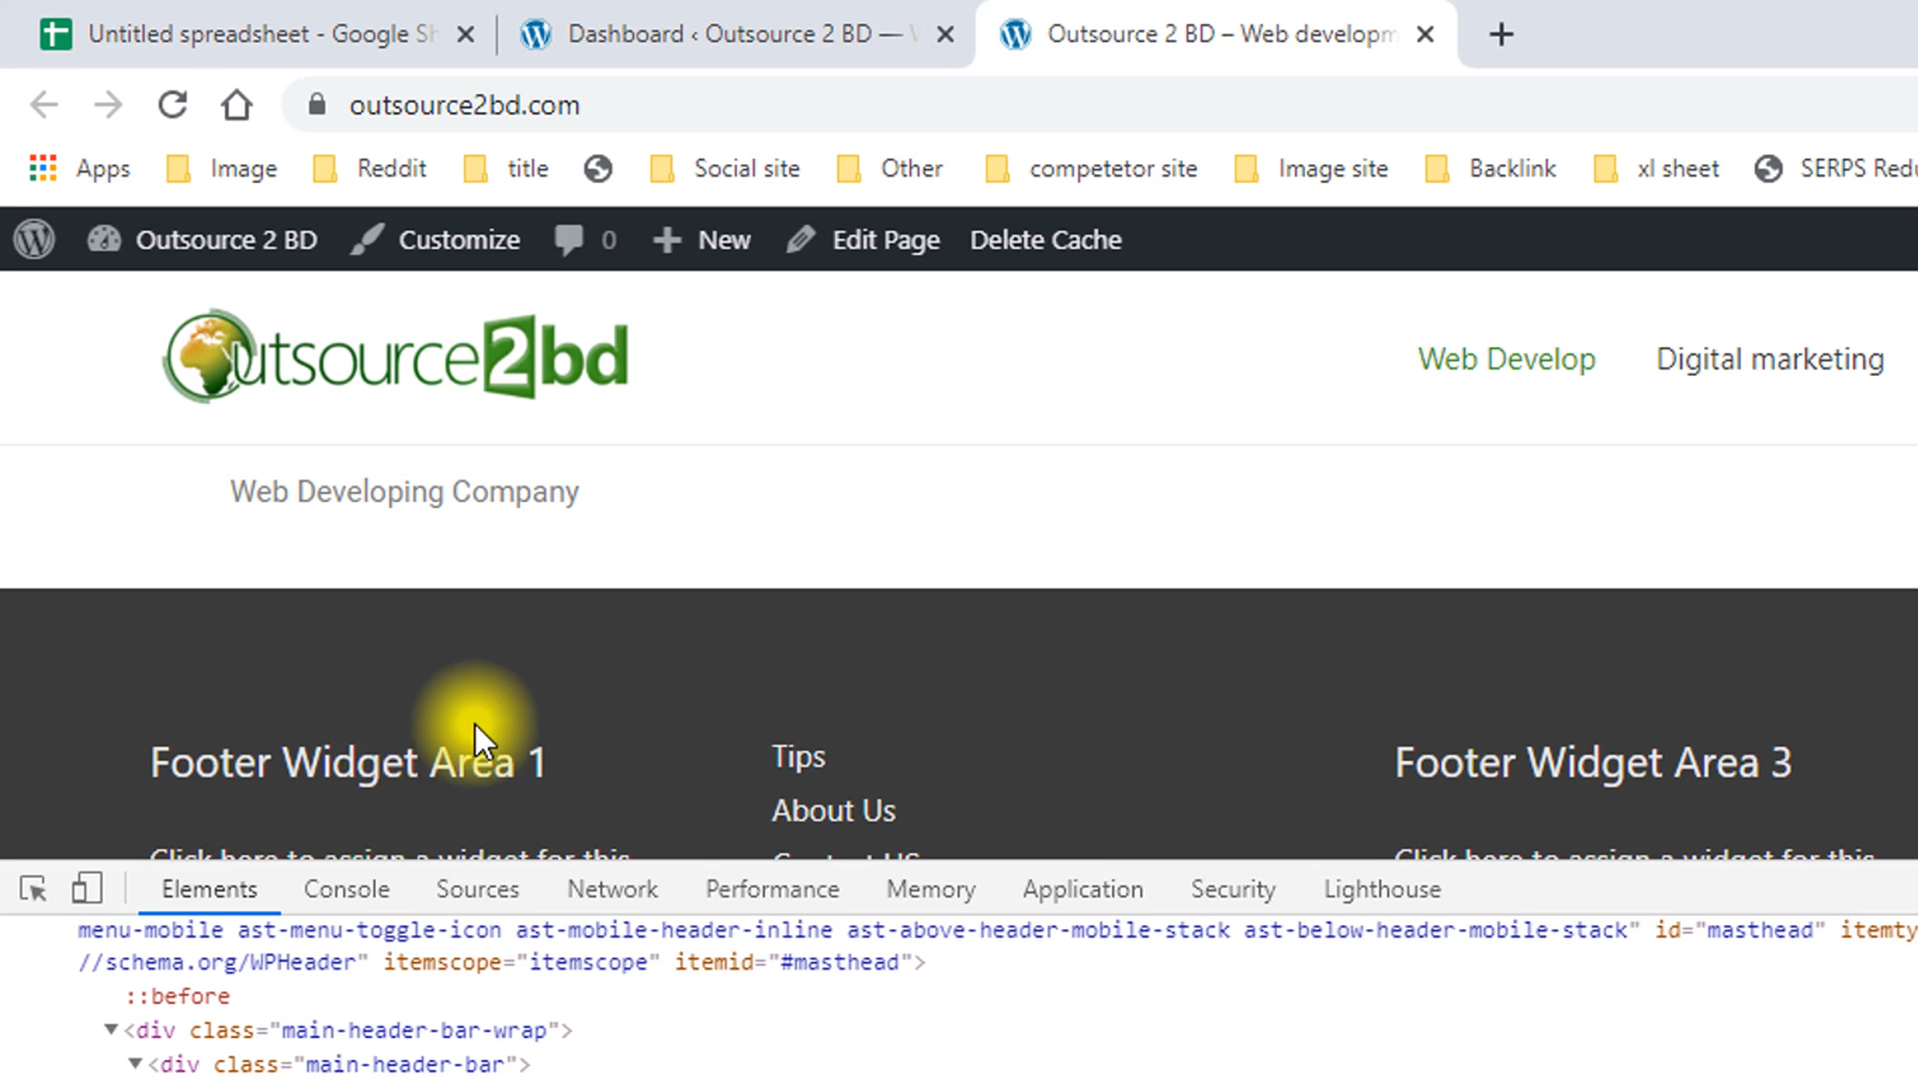 Untitled spreadsheet - Google Sh
Dashboard ‹ Outsource 2 BD —
Outsource 2 BD – Web developm
outsource2bd.com
Apps Image Reddit title Social site Other competetor site Image site Backlink xl sheet SERPS Redu
Outsource 2 BD Customize 0 New Edit Page Delete Cache
Outsource2bd
Web Develop Digital marketing
Web Developing Company
Footer Widget Area 1
Tips
Footer Widget Area 3
About Us
Click here to assign a widget for this
Contact US
Click here to assign a widget for this
Elements Console Sources Network Performance Memory Application Security Lighthouse
menu-mobile ast-menu-toggle-icon ast-mobile-header-inline ast-above-header-mobile-stack ast-below-header-mobile-stack" id="masthead" itemty
//schema.org/WPHeader" itemscope="itemscope" itemid="#masthead">
::before
▼<div class="main-header-bar-wrap">
▼<div class="main-header-bar">